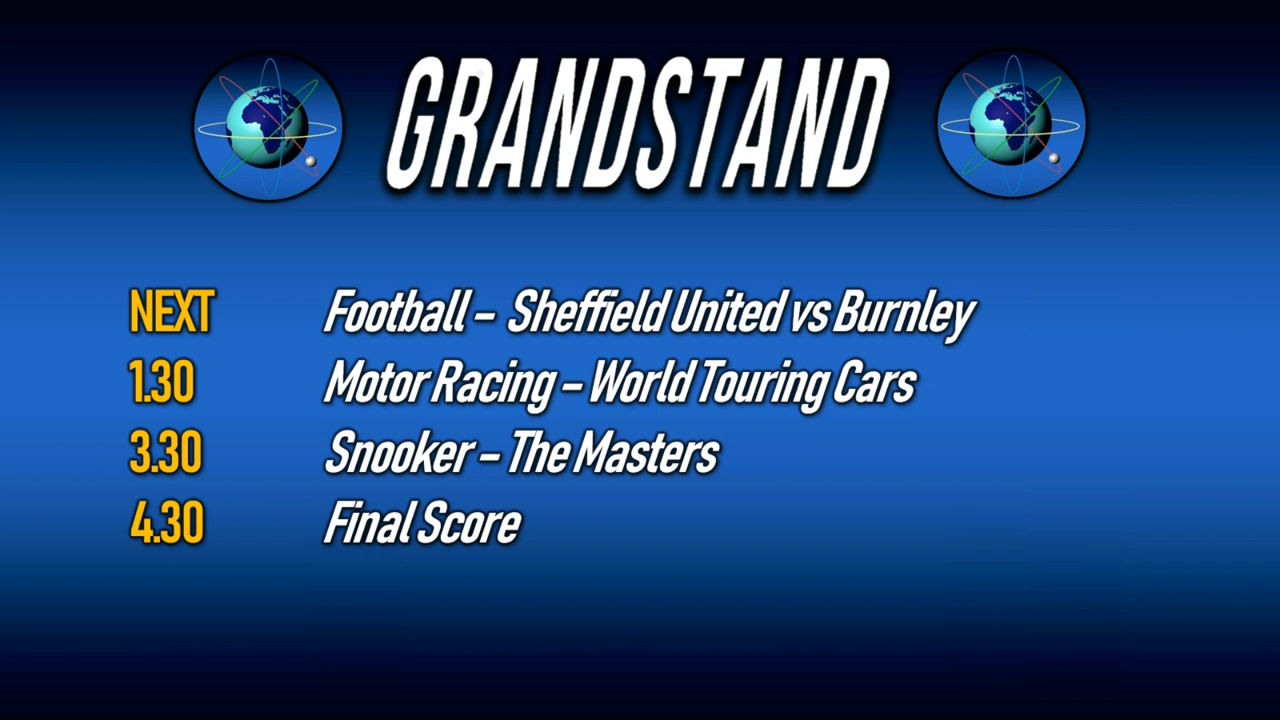 GRANDSTAND
NEXT Football – Sheffield United vs Burnley
1.30 Motor Racing – World Touring Cars
3.30 Snooker – The Masters
4.30 Final Score